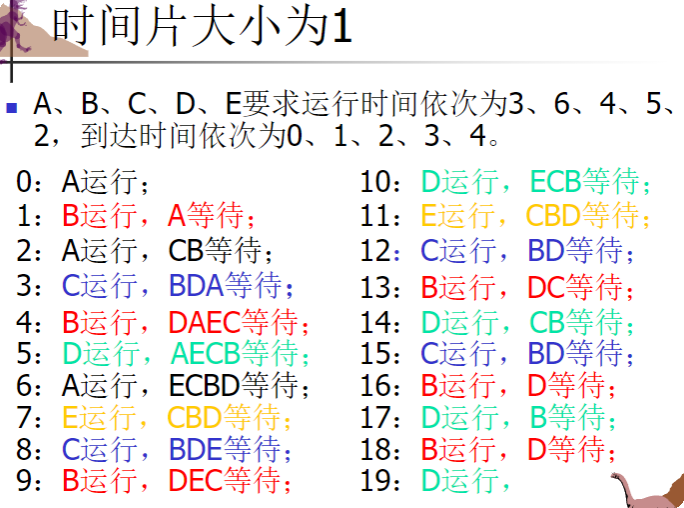 时间片大小为1
A、B、C、D、E要求运行时间依次为3、6、4、5、
2，到达时间依次为0、1、2、3、4。
0：A运行；
1：B运行，A等待；
2：A运行，CB等待；
3：C运行，BDA等待；
4：B运行，DAEC等待；
5：D运行，AECB等待；
6：A运行，ECBD等待；
7：E运行，CBD等待；
8：C运行，BDE等待；
9：B运行，DEC等待；
10：D运行，ECB等待；
11：E运行，CBD等待；
12：C运行，BD等待；
13：B运行，DC等待；
14：D运行，CB等待；
15：C运行，BD等待；
16：B运行，D等待；
17：D运行，B等待；
18：B运行，D等待；
19：D运行，